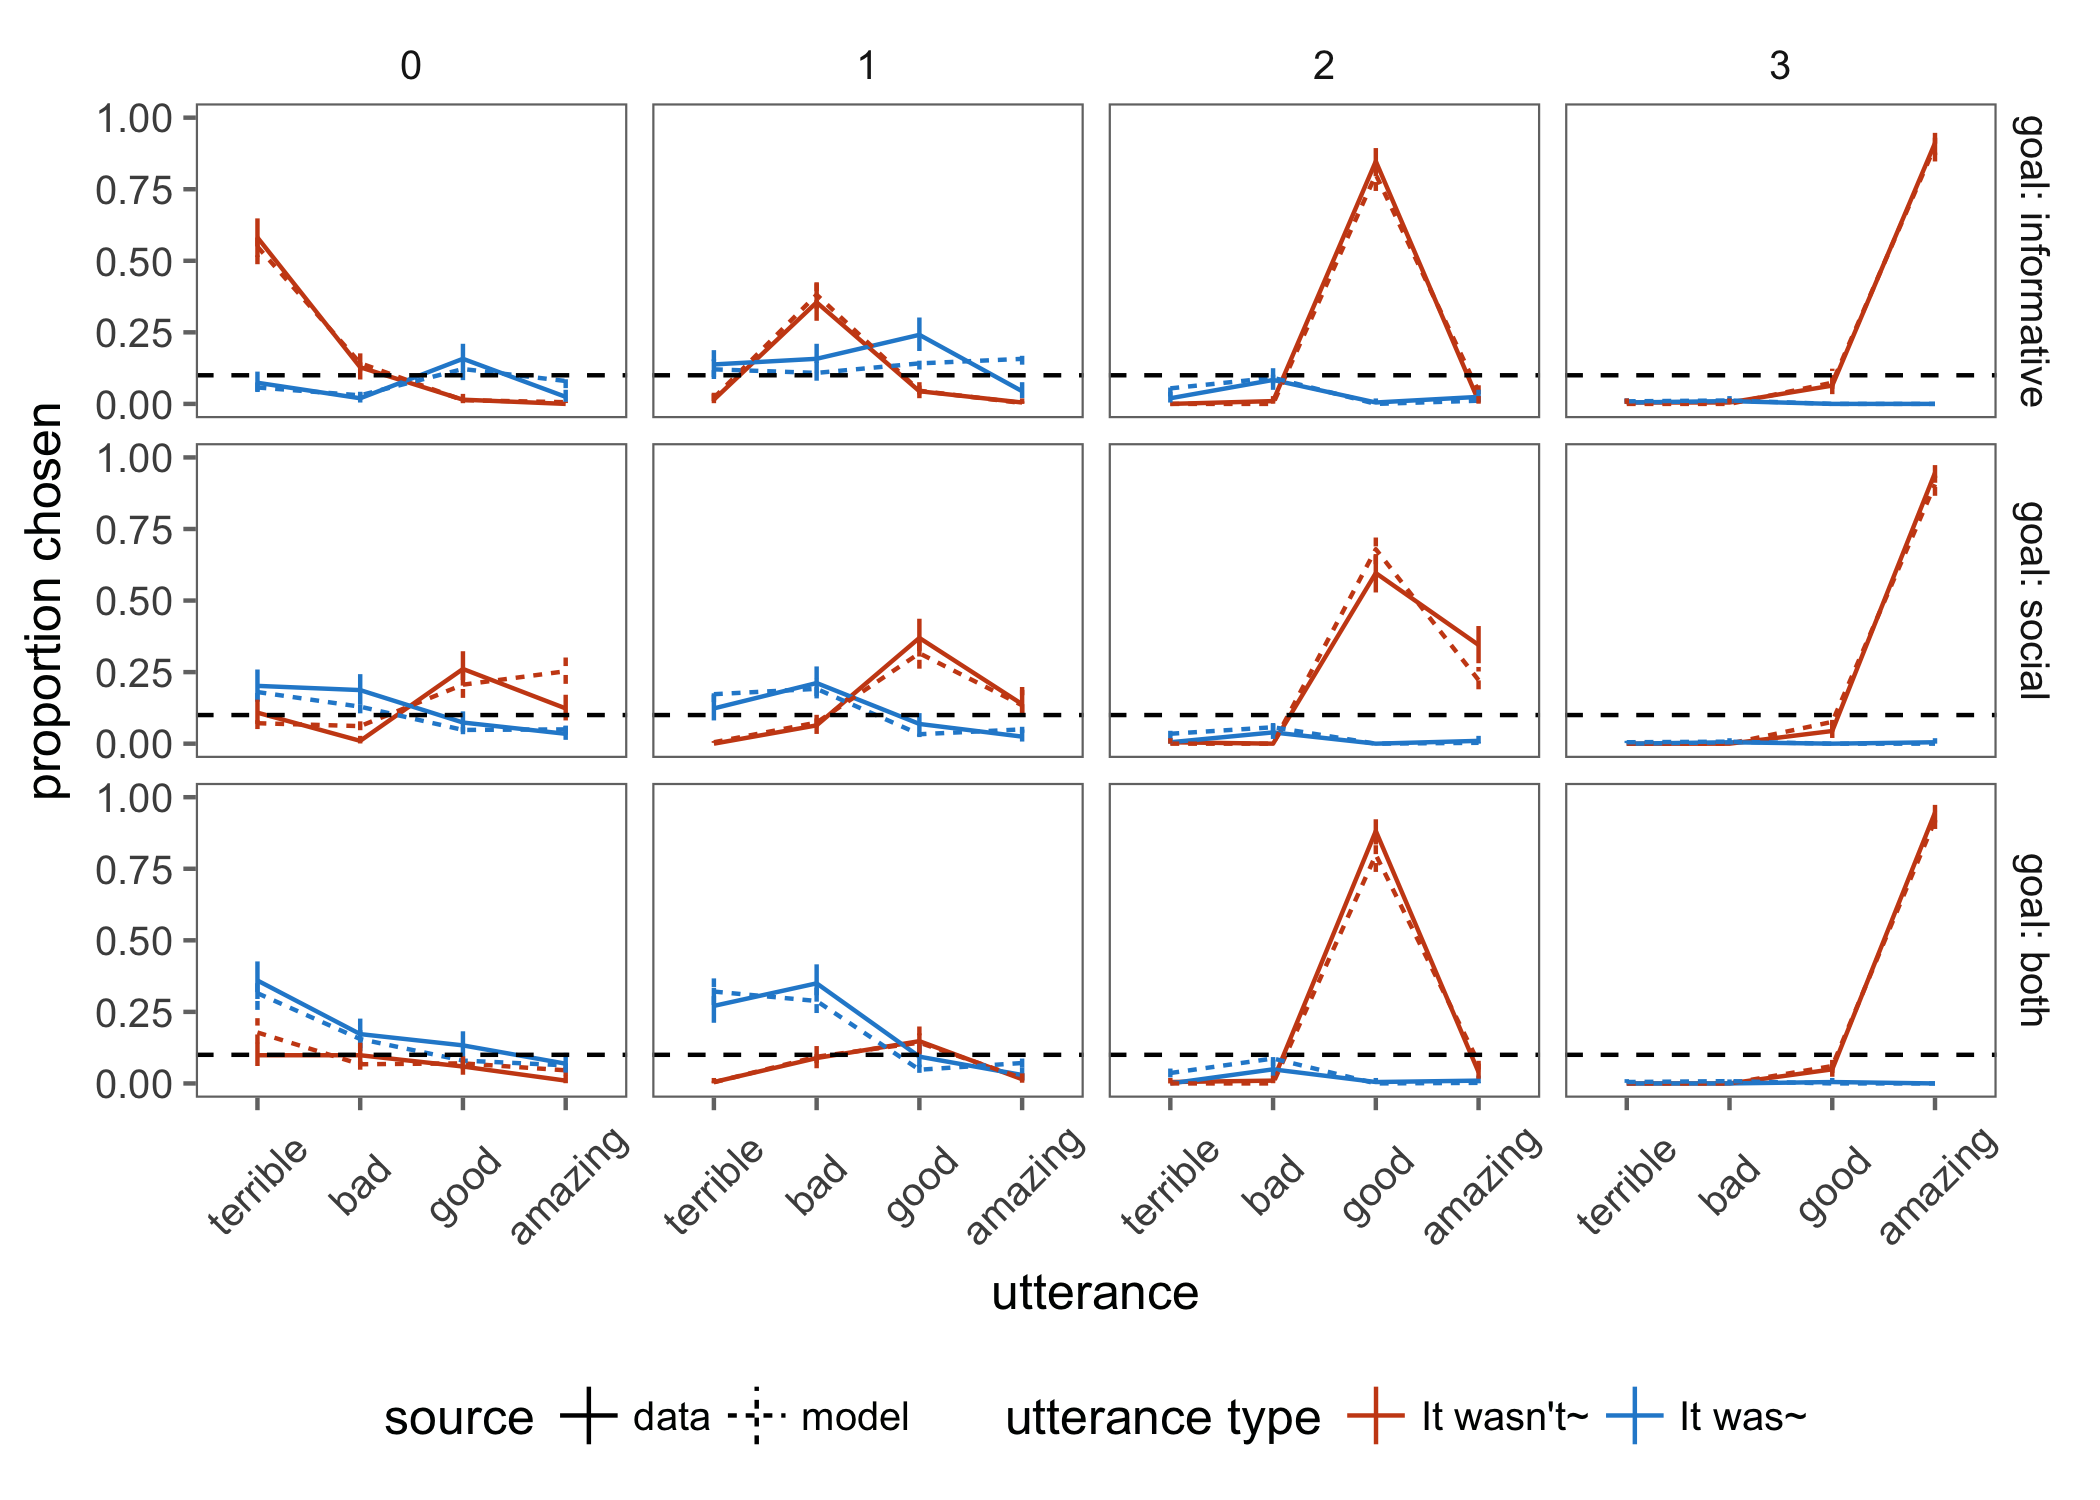 0 1 2 3
1.00
0.75
0.50
0.25
0.00
goal: informative
1.00
0.75
0.50
0.25
0.00
goal: social
1.00
0.75
0.50
0.25
0.00
goal: both
proportion chosen
terrible bad good amazing terrible bad good amazing terrible bad good amazing terrible bad good amazing
utterance
source data model utterance type It wasn't~ It was~